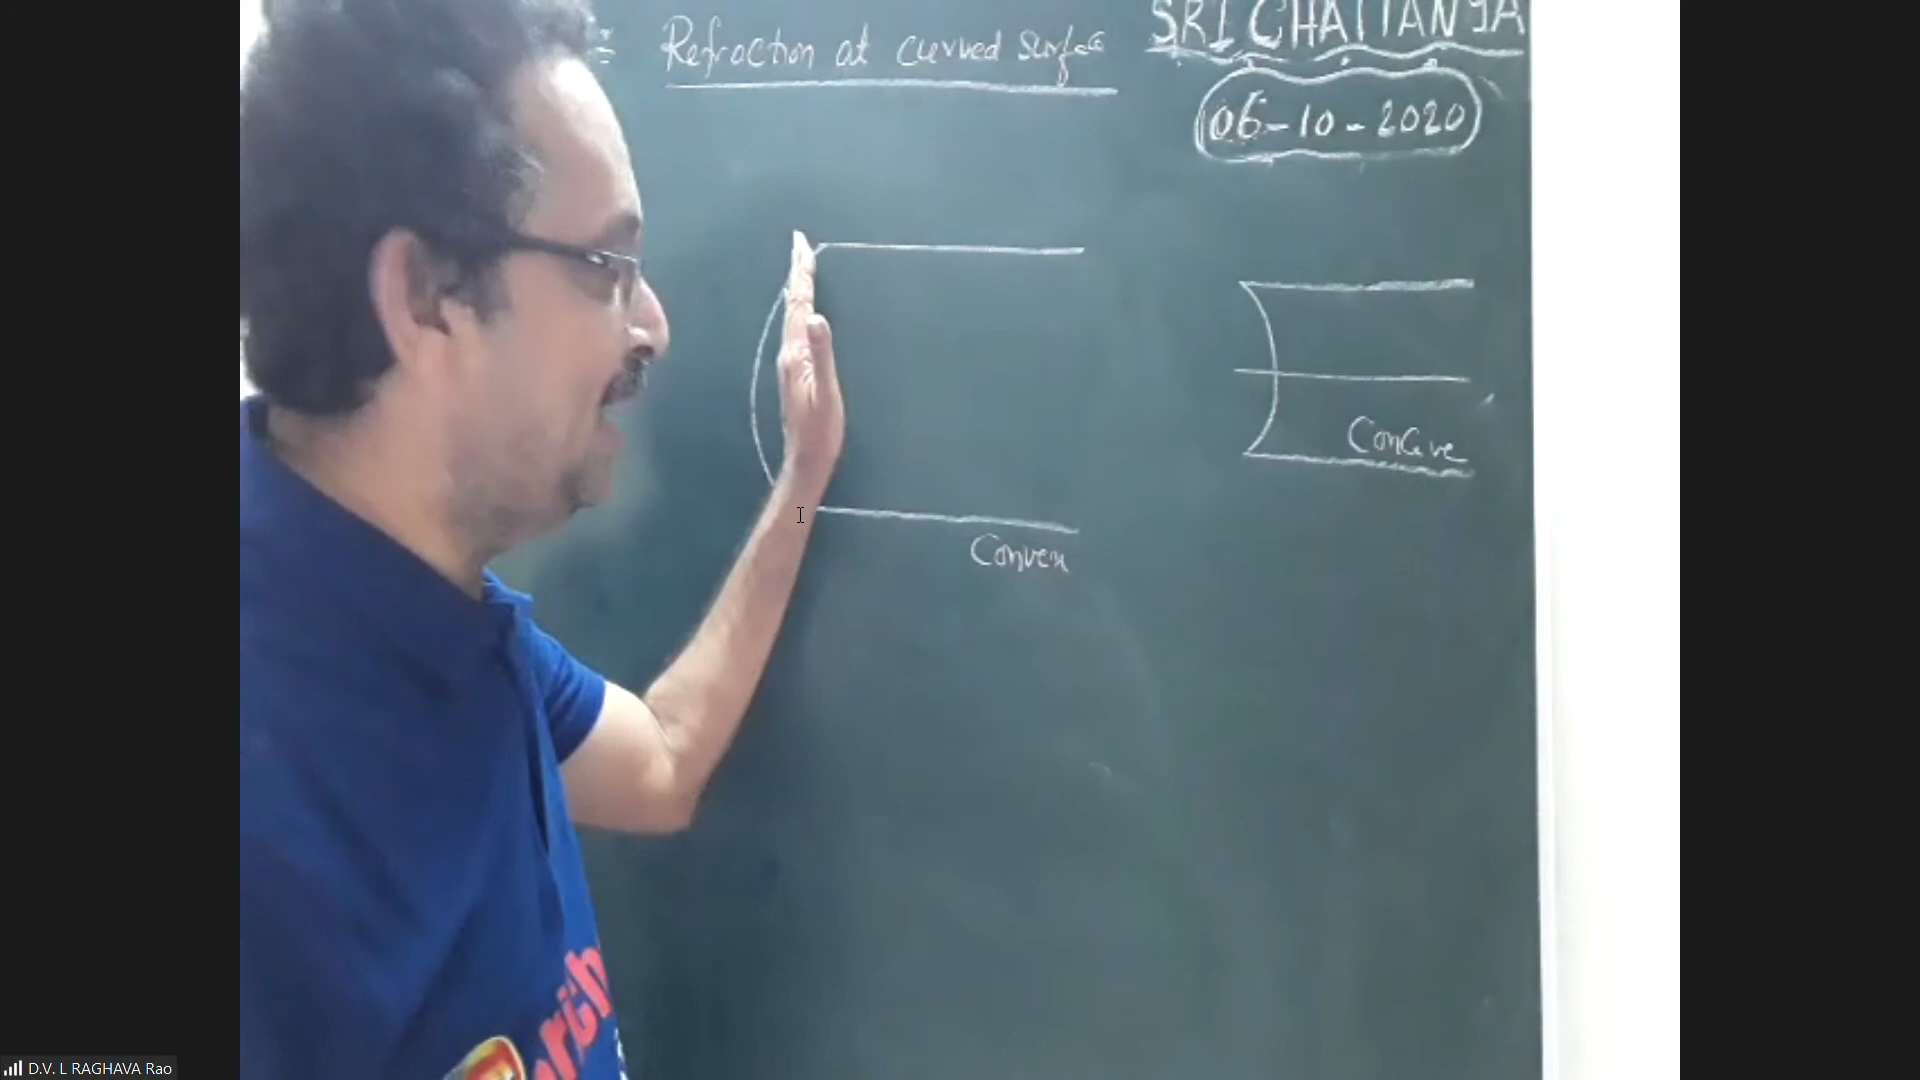 Refraction at curved surface
SRI CHAITANYA
06-10-2020
Concave
Convex
D.V. L RAGHAVA Rao